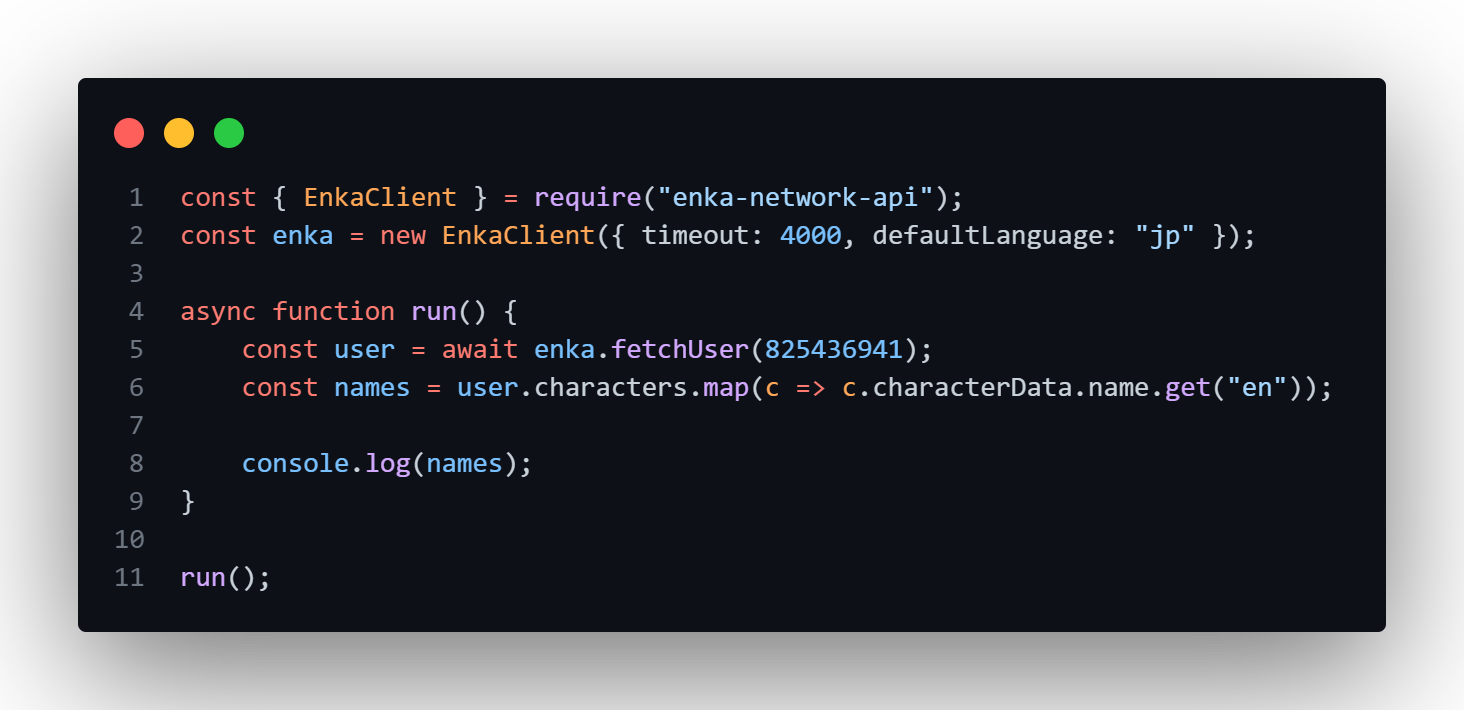 1 const { EnkaClient } = require("enka-network-api");
2 const enka = new EnkaClient({ timeout: 4000, defaultLanguage: "jp" });
3
4 async function run() {
5     const user = await enka.fetchUser(825436941);
6     const names = user.characters.map(c => c.characterData.name.get("en"));
7
8     console.log(names);
9 }
10
11 run();